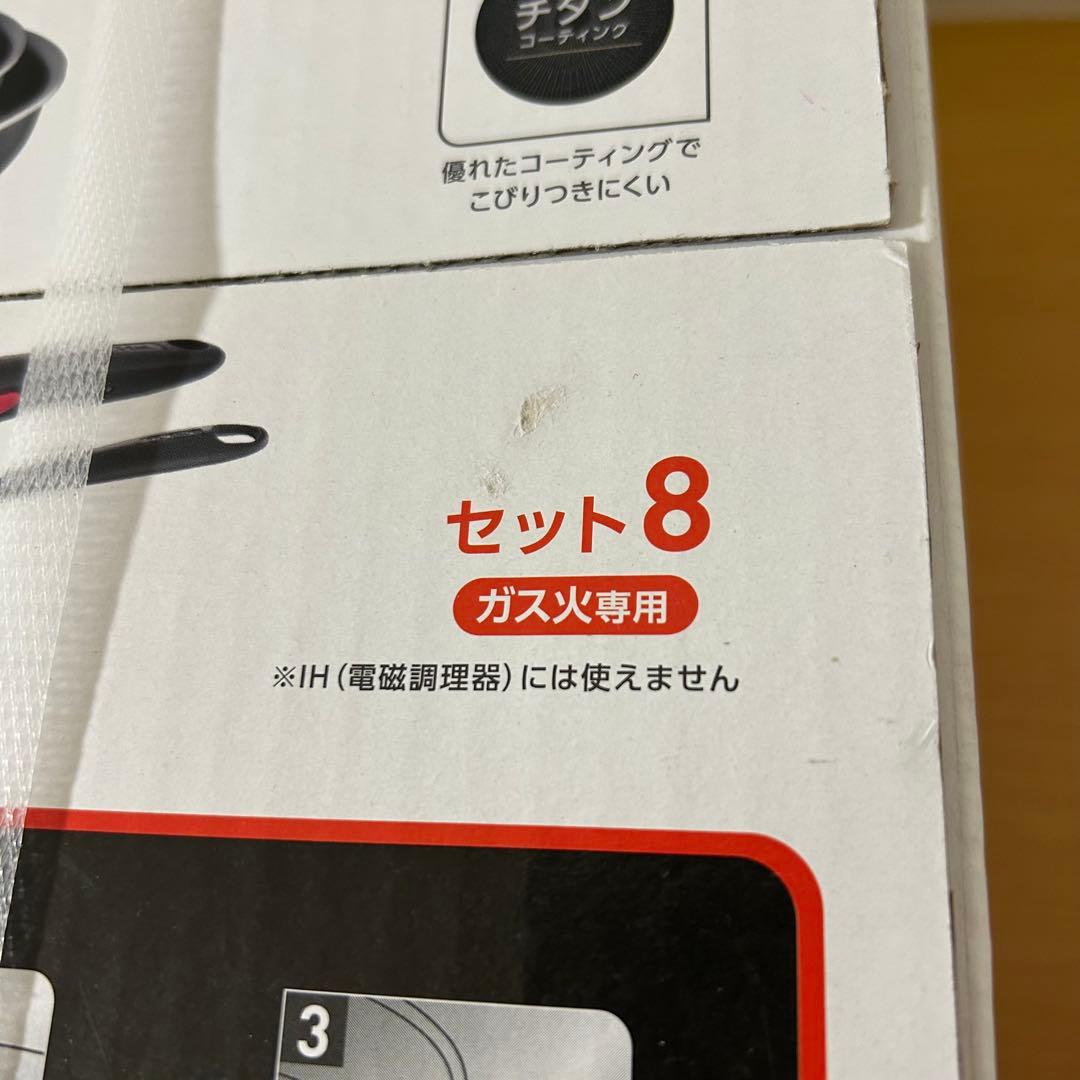 チタン
コーティング
優れたコーティングで
こびりつきにくい
セット8
ガス火専用
※IH(電磁調理器)には使えません
3